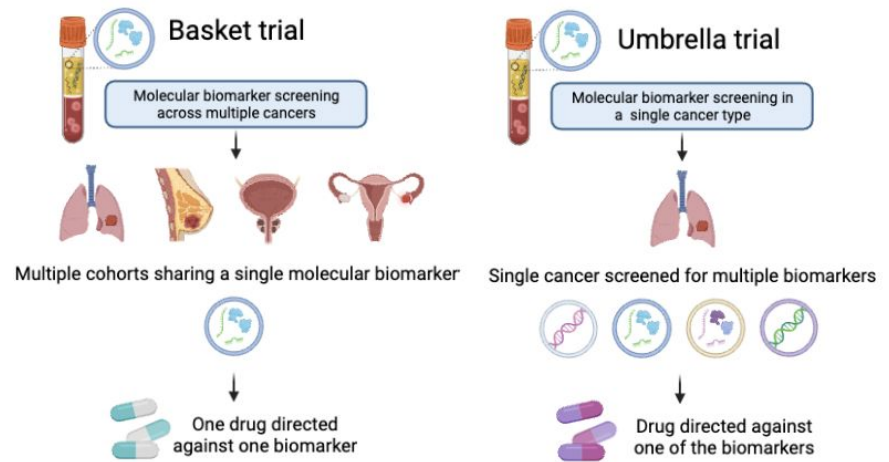 Basket trial
Molecular biomarker screening
across multiple cancers
Multiple cohorts sharing a single molecular biomarker
One drug directed
against one biomarker
Umbrella trial
Molecular biomarker screening in
a single cancer type
Single cancer screened for multiple biomarkers
Drug directed against
one of the biomarkers